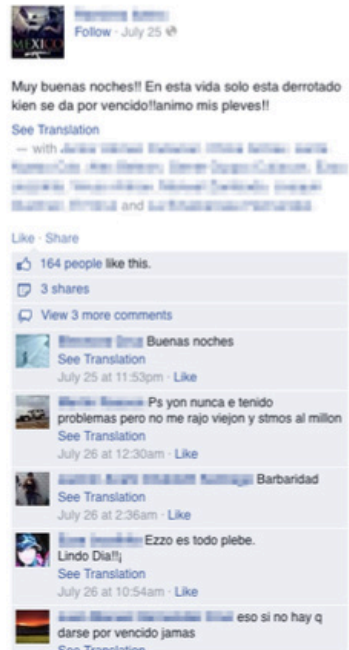 MEXICO
Follow · July 25
Muy buenas noches!! En esta vida solo esta derrotado
kien se da por vencido!!animo mis pleves!!
See Translation
— with
and
Like · Share
164 people like this.
3 shares
View 3 more comments
Buenas noches
See Translation
July 25 at 11:53pm · Like
Ps yon nunca e tenido
problemas pero no me rajo viejon y stmos al millon
See Translation
July 26 at 12:30am · Like
Barbaridad
See Translation
July 26 at 2:36am · Like
Ezzo es todo plebe.
Lindo Dia!!¡
See Translation
July 26 at 10:54am · Like
eso si no hay q
darse por vencido jamas
See Translation